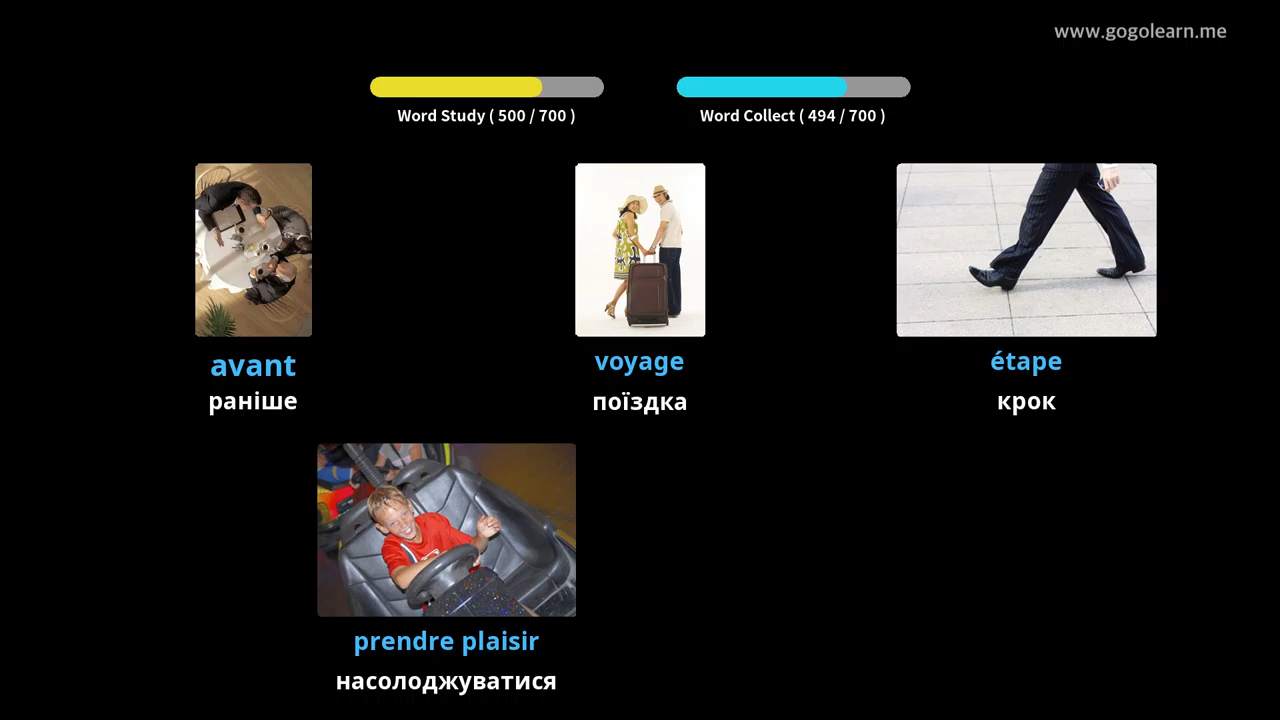 www.gogolearn.me
Word Study ( 500 / 700 )
Word Collect ( 494 / 700 )
avant
раніше
voyage
поїздка
étape
крок
prendre plaisir
насолоджуватися